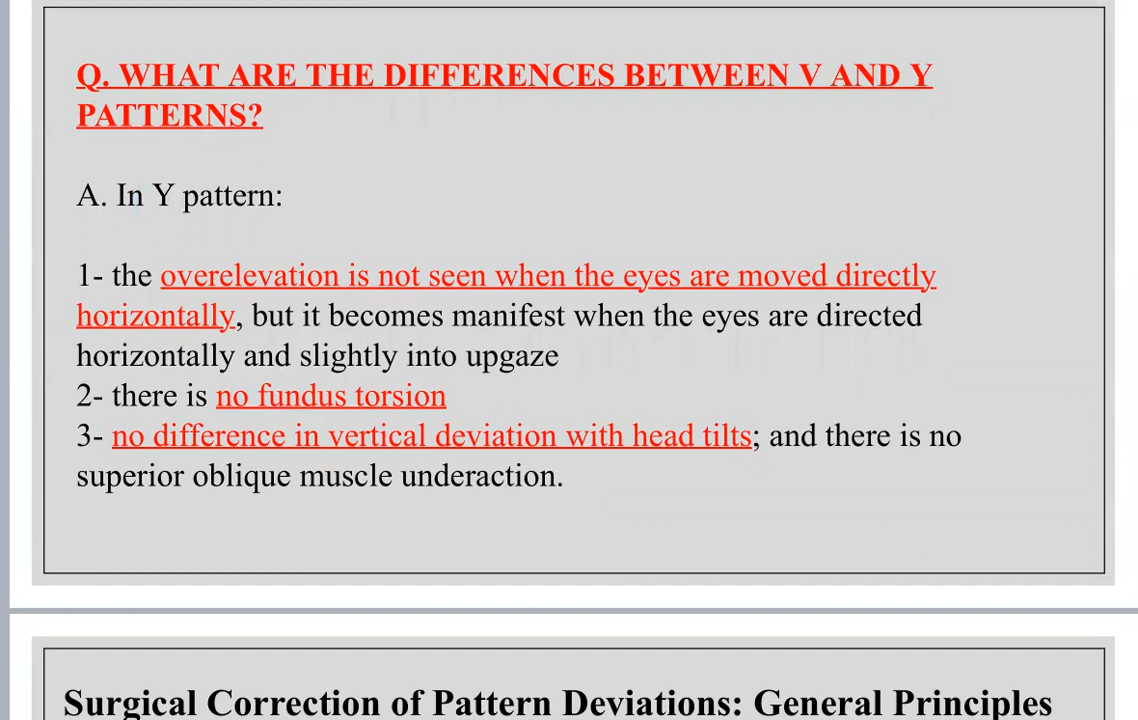 Q. WHAT ARE THE DIFFERENCES BETWEEN V AND Y
PATTERNS?
A. In Y pattern:
1- the overelevation is not seen when the eyes are moved directly
horizontally, but it becomes manifest when the eyes are directed
horizontally and slightly into upgaze
2- there is no fundus torsion
3- no difference in vertical deviation with head tilts; and there is no
superior oblique muscle underaction.
Surgical Correction of Pattern Deviations: General Principles